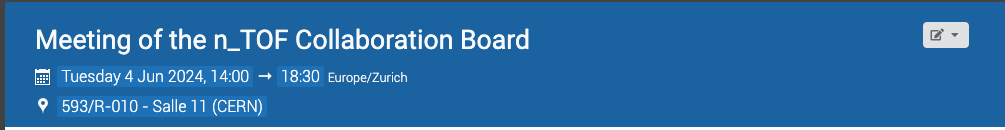 Meeting of the n_TOF Collaboration Board
Tuesday 4 Jun 2024, 14:00 → 18:30 Europe/Zurich
593/R-010 - Salle 11 (CERN)